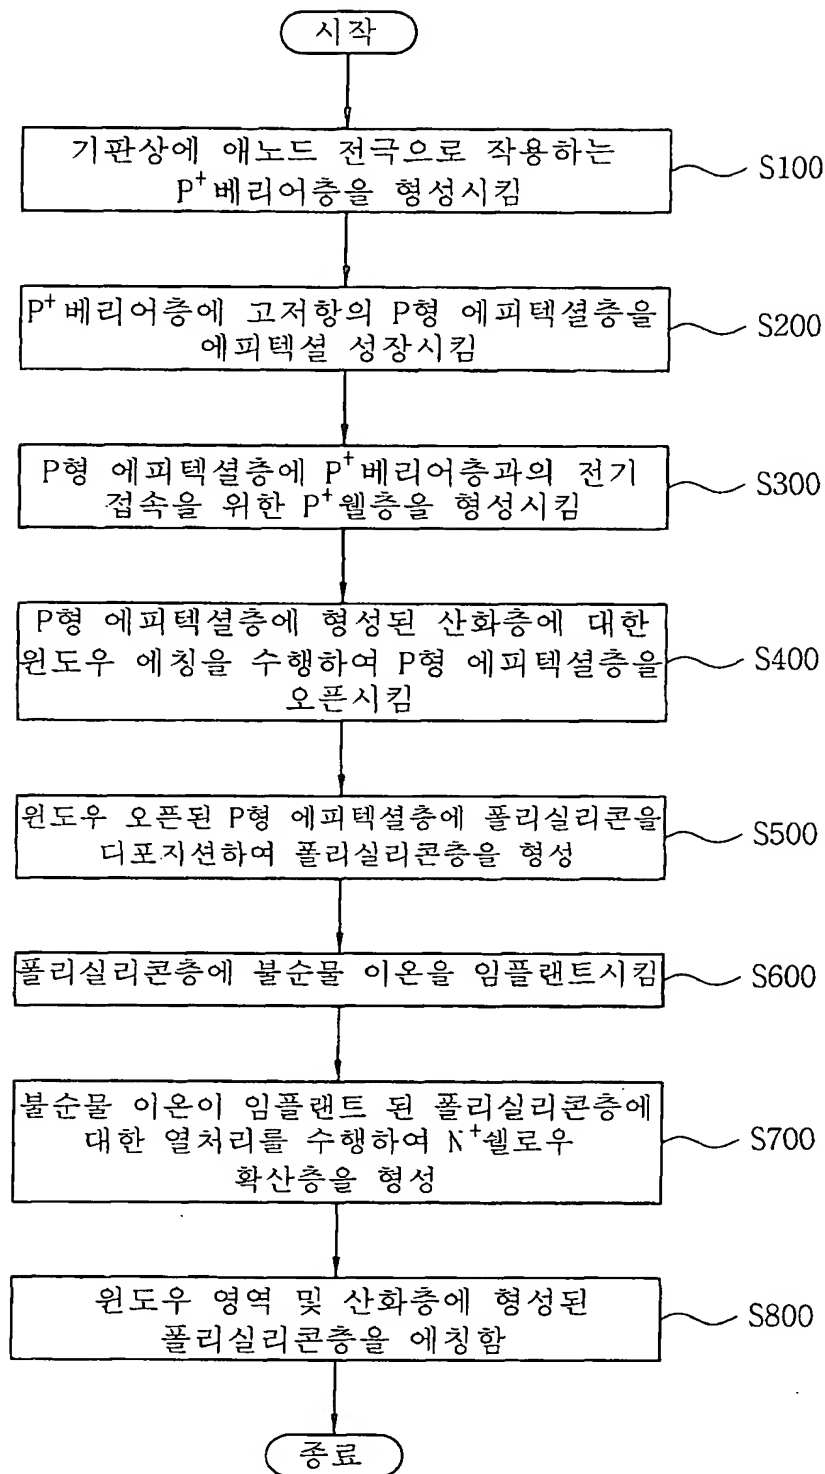 시작
기판상에 애노드 전극으로 작용하는
P⁺베리어층을 형성시킴
S100
P⁺베리어층에 고저항의 P형 에피텍셜층을
에피텍셜 성장시킴
S200
P형 에피텍셜층에 P⁺베리어층과의 전기
접속을 위한 P⁺웰층을 형성시킴
S300
P형 에피텍셜층에 형성된 산화층에 대한
윈도우 에칭을 수행하여 P형 에피텍셜층을
오픈시킴
S400
윈도우 오픈된 P형 에피텍셜층에 폴리실리콘을
디포지션하여 폴리실리콘층을 형성
S500
폴리실리콘층에 불순물 이온을 임플랜트시킴
S600
불순물 이온이 임플랜트 된 폴리실리콘층에
대한 열처리를 수행하여 N⁺쉘로우
확산층을 형성
S700
윈도우 영역 및 산화층에 형성된
폴리실리콘층을 에칭함
S800
종료